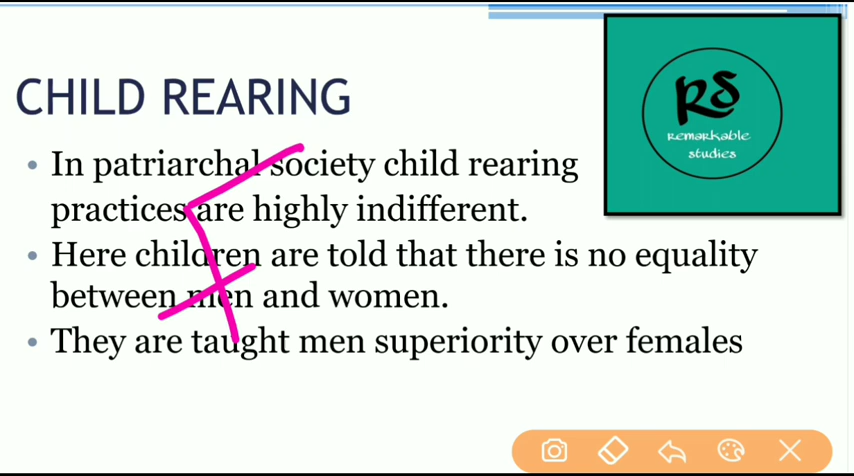 CHILD REARING
• In patriarchal society child rearing
practices are highly indifferent.
• Here children are told that there is no equality
between men and women.
• They are taught men superiority over females
RS
remarkable
studies